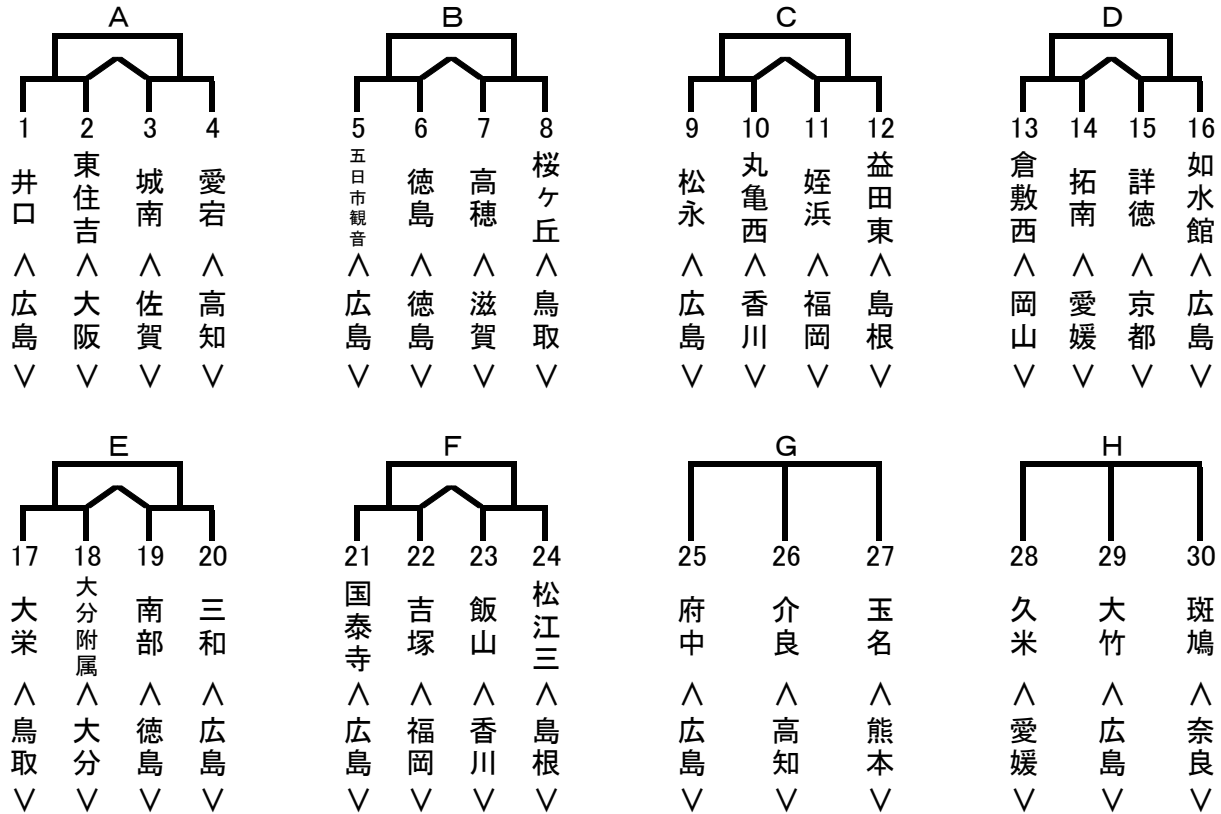 A
B
C
D
1 2 3 4
5 6 7 8
9 10 11 12
13 14 15 16
井口<広島>
東住吉<大阪>
城南<佐賀>
愛宕<高知>
五日市観音<広島>
徳島<徳島>
高穂<滋賀>
桜ヶ丘<鳥取>
松永<広島>
丸亀西<香川>
姪浜<福岡>
益田東<島根>
倉敷西<岡山>
拓南<愛媛>
詳徳<京都>
如水館<広島>
E
F
G
H
17 18 19 20
21 22 23 24
25 26 27
28 29 30
大栄<鳥取>
大分附属<大分>
南部<徳島>
三和<広島>
国泰寺<広島>
吉塚<福岡>
飯山<香川>
松江三<島根>
府中<広島>
介良<高知>
玉名<熊本>
久米<愛媛>
大竹<広島>
斑鳩<奈良>